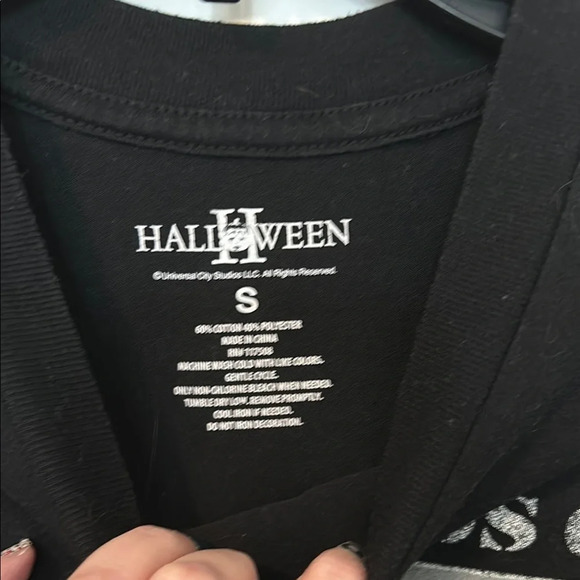 HALLOWEEN
II
©Universal City Studios LLC. All Rights Reserved.
S
60% COTTON 40% POLYESTER
MADE IN CHINA
RN# 117508
MACHINE WASH COLD WITH LIKE COLORS.
GENTLE CYCLE.
ONLY NON-CHLORINE BLEACH WHEN NEEDED.
TUMBLE DRY LOW. REMOVE PROMPTLY.
COOL IRON IF NEEDED.
DO NOT IRON DECORATION.